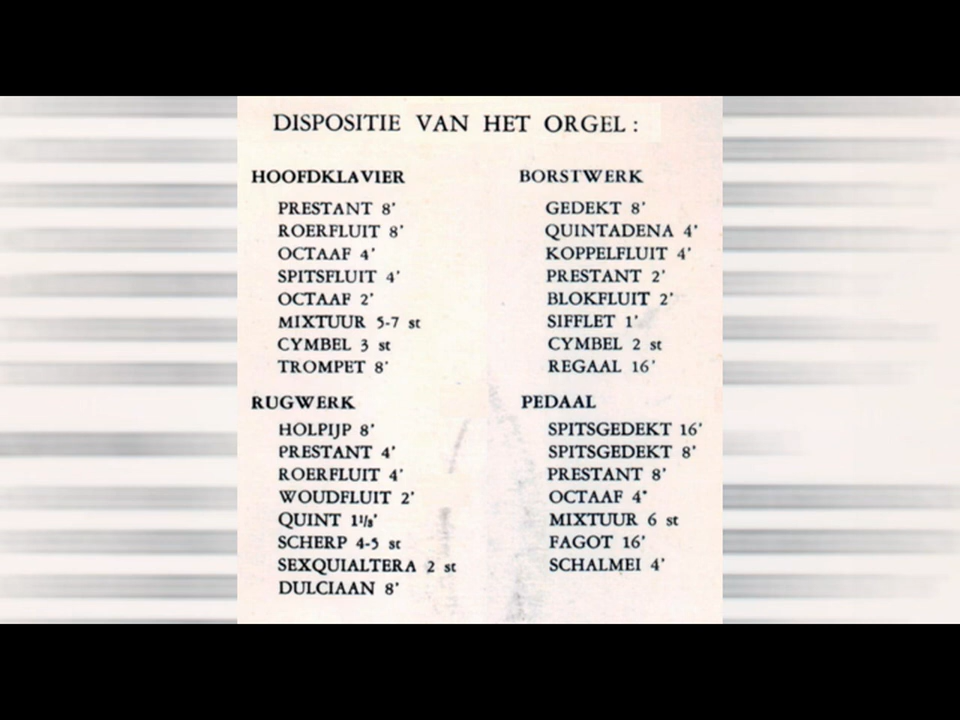 DISPOSITIE VAN HET ORGEL :
HOOFDKLAVIER
PRESTANT 8'
ROERFLUIT 8'
OCTAAF 4'
SPITSFLUIT 4'
OCTAAF 2'
MIXTUUR 5-7 st
CYMBEL 3 st
TROMPET 8'
RUGWERK
HOLPIJP 8'
PRESTANT 4'
ROERFLUIT 4'
WOUDFLUIT 2'
QUINT 1¹/₃'
SCHERP 4-5 st
SEXQUIALTERA 2 st
DULCIAAN 8'
BORSTWERK
GEDEKT 8'
QUINTADENA 4'
KOPPELFLUIT 4'
PRESTANT 2'
BLOKFLUIT 2'
SIFFLET 1'
CYMBEL 2 st
REGAAL 16'
PEDAAL
SPITSGEDEKT 16'
SPITSGEDEKT 8'
PRESTANT 8'
OCTAAF 4'
MIXTUUR 6 st
FAGOT 16'
SCHALMEI 4'